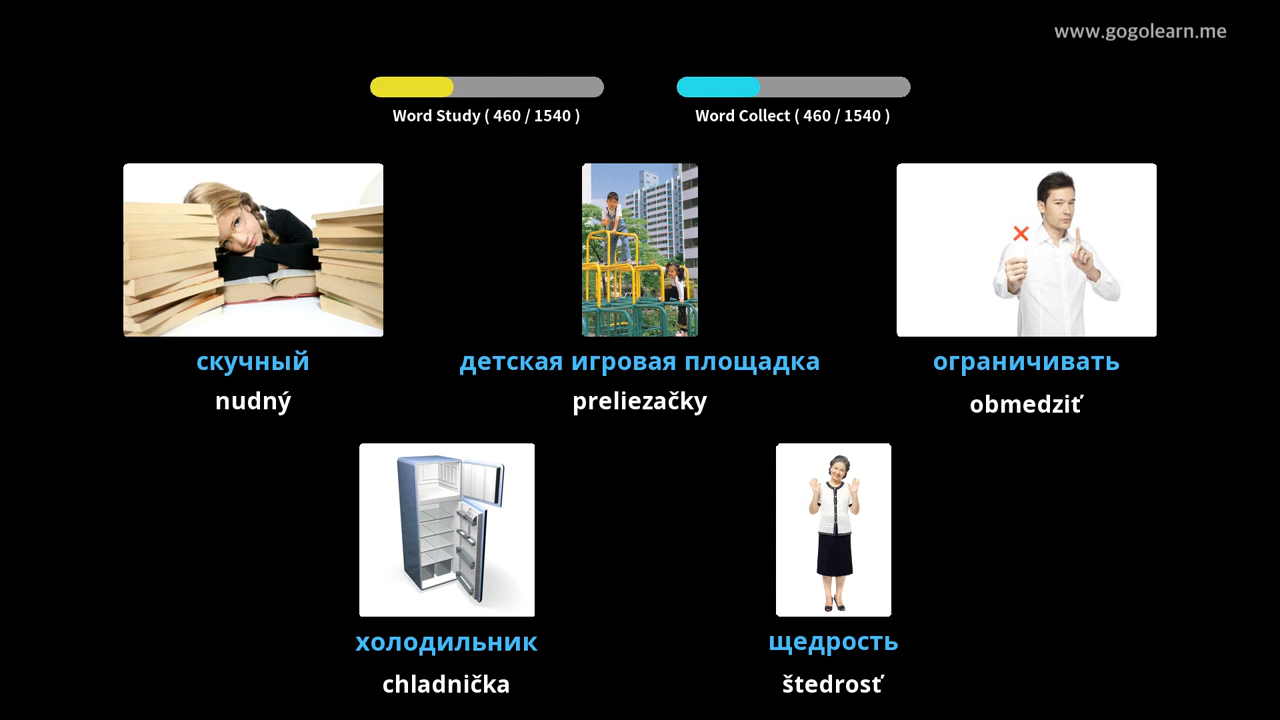 www.gogolearn.me
Word Study ( 460 / 1540 )
Word Collect ( 460 / 1540 )
скучный
nudný
детская игровая площадка
preliezačky
ограничивать
obmedziť
холодильник
chladnička
щедрость
štedrosť